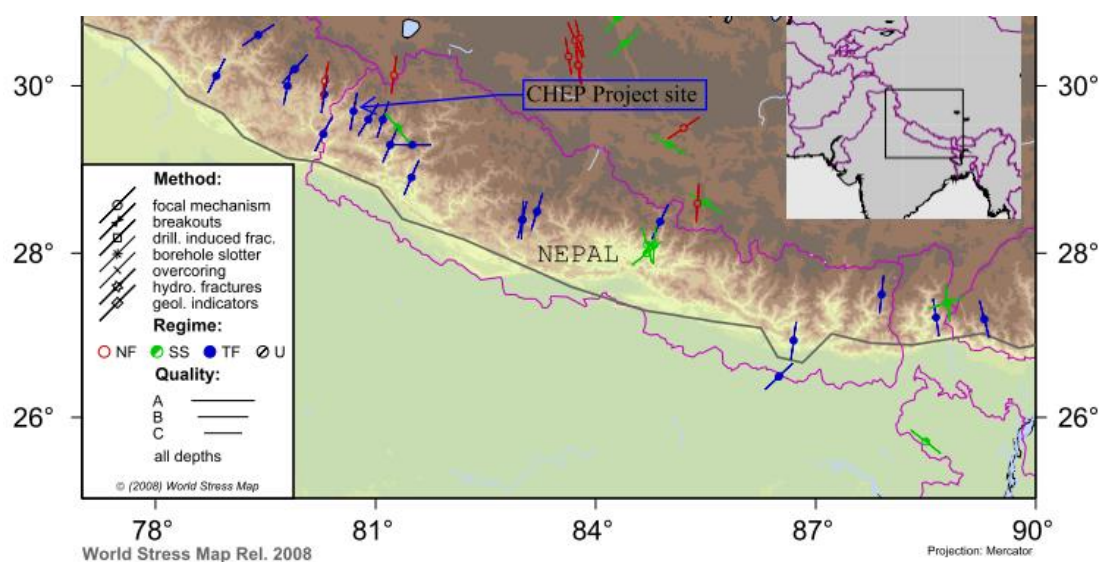 30°
CHEP Project site
30°
Method:
focal mechanism
breakouts
drill. induced frac.
borehole slotter
overcoring
hydro. fractures
geol. indicators
Regime:
NF SS TF U
Quality:
A
B
C
all depths
© (2008) World Stress Map
28°
NEPAL
28°
26°
26°
78° 81° 84° 87° 90°
World Stress Map Rel. 2008
Projection: Mercator